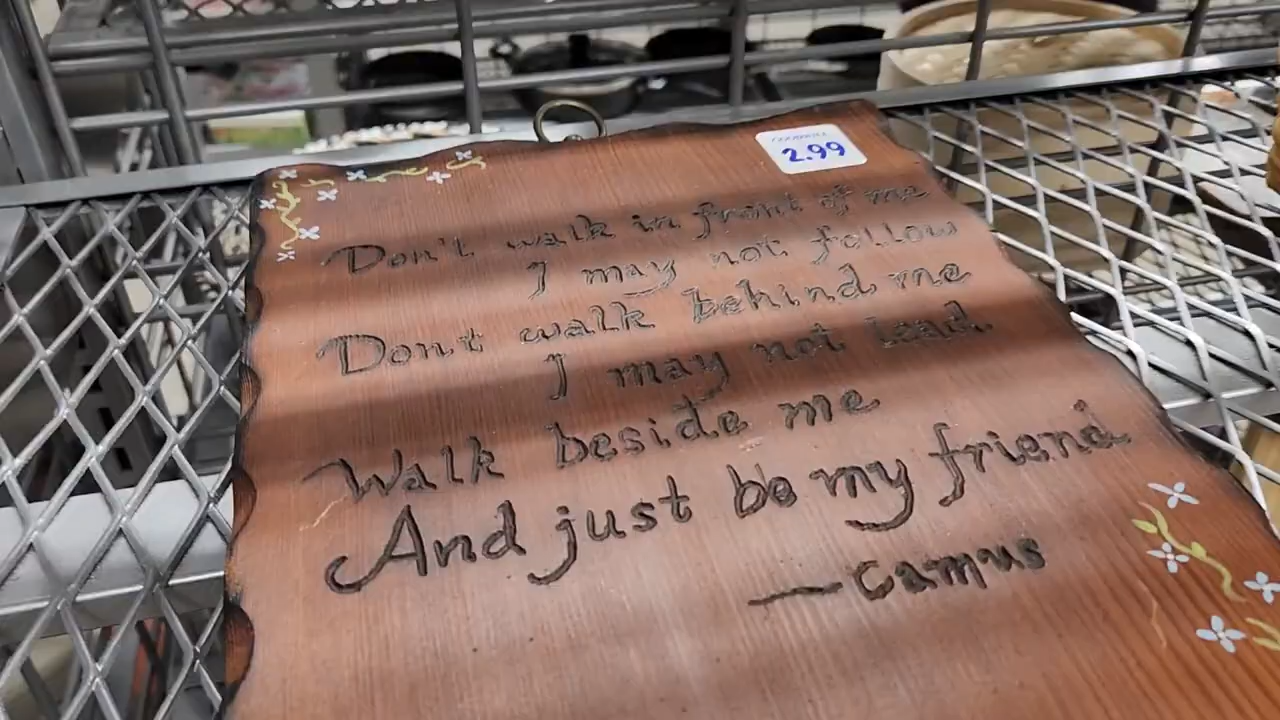 2.99
Don't walk in front of me
I may not follow
Dont walk behind me
I may not lead.
Walk beside me
And just be my friend
—Camus